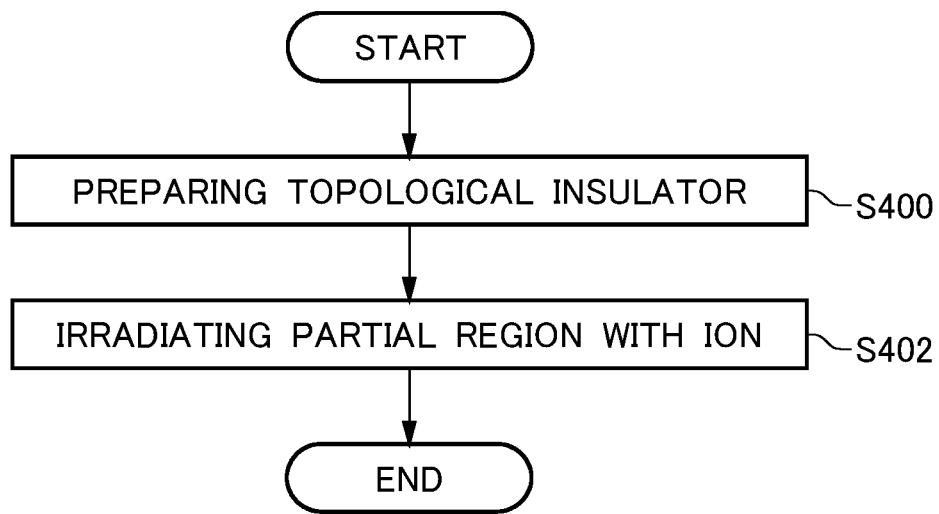 START
PREPARING TOPOLOGICAL INSULATOR
S400
IRRADIATING PARTIAL REGION WITH ION
S402
END